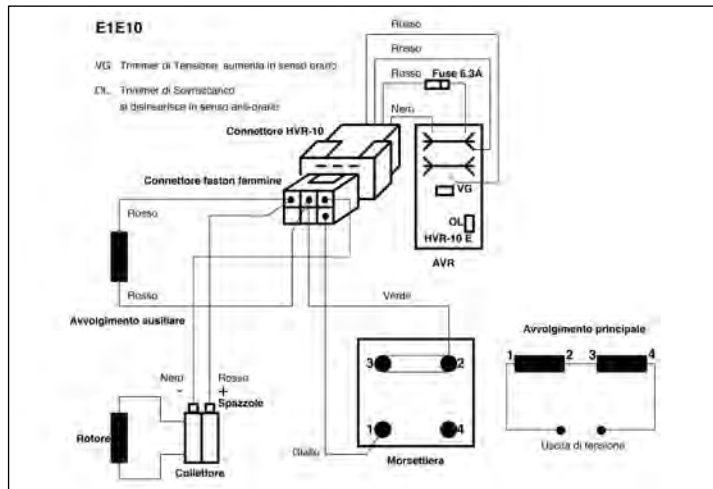 E1E10
VG Trimmer di Tensione aumenta in senso orario
OL Trimmer di Sovraccarico
si disinserisce in senso anti-orario
Rosso
Rosso
Rosso
Fuse 6.3A
Nero
Connettore HVR-10
Connettore faston femmine
VG
OL
HVR-10 E
AVR
Rosso
Rosso
Avvolgimento ausiliare
Verde
Avvolgimento principale
1 2 3 4
3 2
1 4
Nero Rosso
- +
Spazzole
Rotore
Collettore
Giallo
Morsettiera
Uscita di tensione